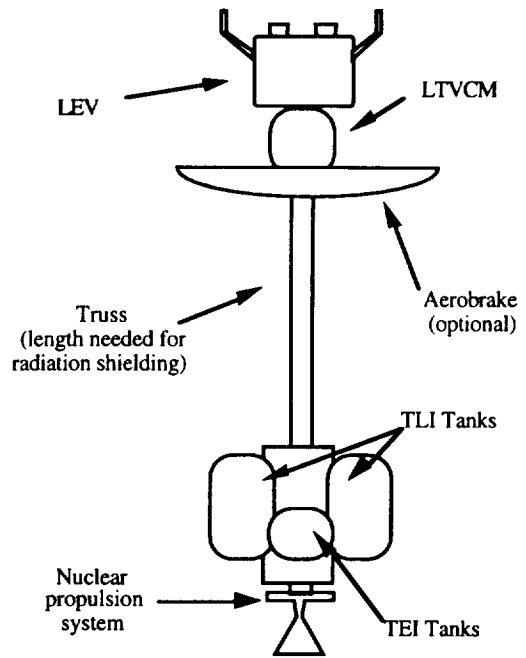 LEV
LTVCM
Aerobrake
(optional)
Truss
(length needed for
radiation shielding)
TLI Tanks
Nuclear
propulsion
system
TEI Tanks